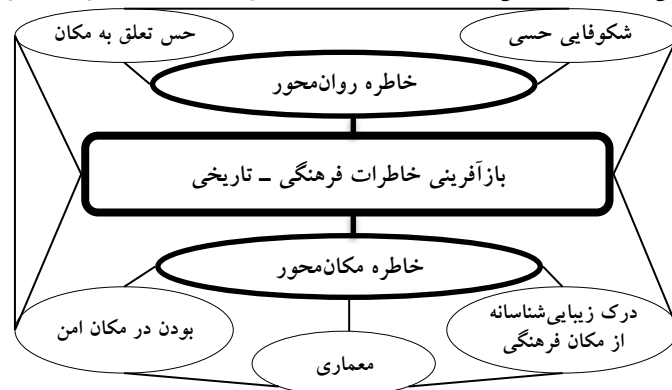 شکوفایی حسی
حس تعلق به مکان
خاطره روان‌محور
بازآفرینی خاطرات فرهنگی ـ تاریخی
خاطره مکان‌محور
درک زیبایی‌شناسانه
از مکان فرهنگی
بودن در مکان امن
معماری